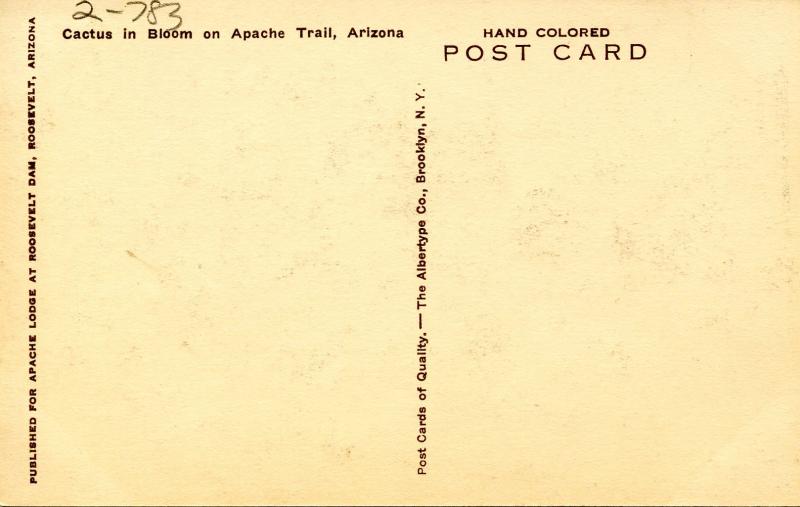 2-783
Cactus in Bloom on Apache Trail, Arizona
HAND COLORED
POST CARD
PUBLISHED FOR APACHE LODGE AT ROOSEVELT DAM, ROOSEVELT, ARIZONA
Post Cards of Quality. — The Albertype Co., Brooklyn, N. Y.